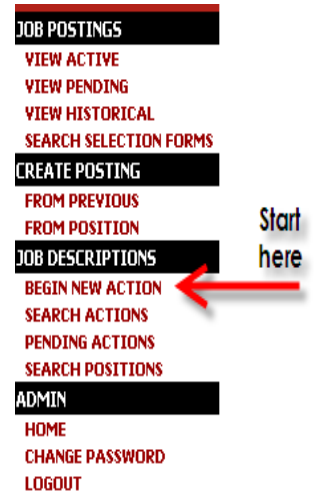 JOB POSTINGS
VIEW ACTIVE
VIEW PENDING
VIEW HISTORICAL
SEARCH SELECTION FORMS
CREATE POSTING
FROM PREVIOUS
FROM POSITION
JOB DESCRIPTIONS
BEGIN NEW ACTION
SEARCH ACTIONS
PENDING ACTIONS
SEARCH POSITIONS
ADMIN
HOME
CHANGE PASSWORD
LOGOUT
Start
here